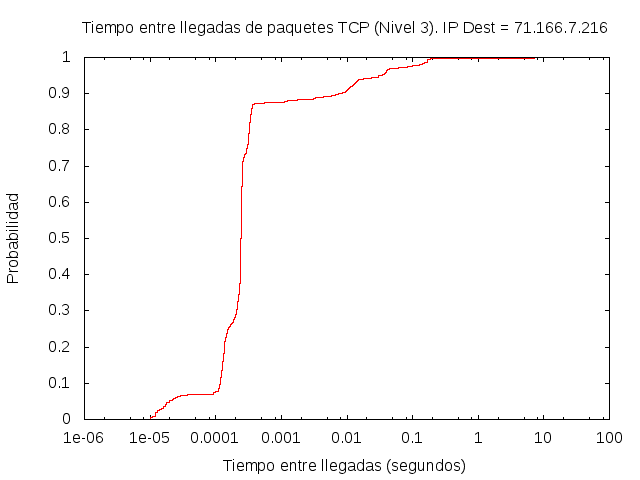 Tiempo entre llegadas de paquetes TCP (Nivel 3). IP Dest = 71.166.7.216
1
0.9
0.8
0.7
0.6
0.5
0.4
0.3
0.2
0.1
0
Probabilidad
1e-06 1e-05 0.0001 0.001 0.01 0.1 1 10 100
Tiempo entre llegadas (segundos)